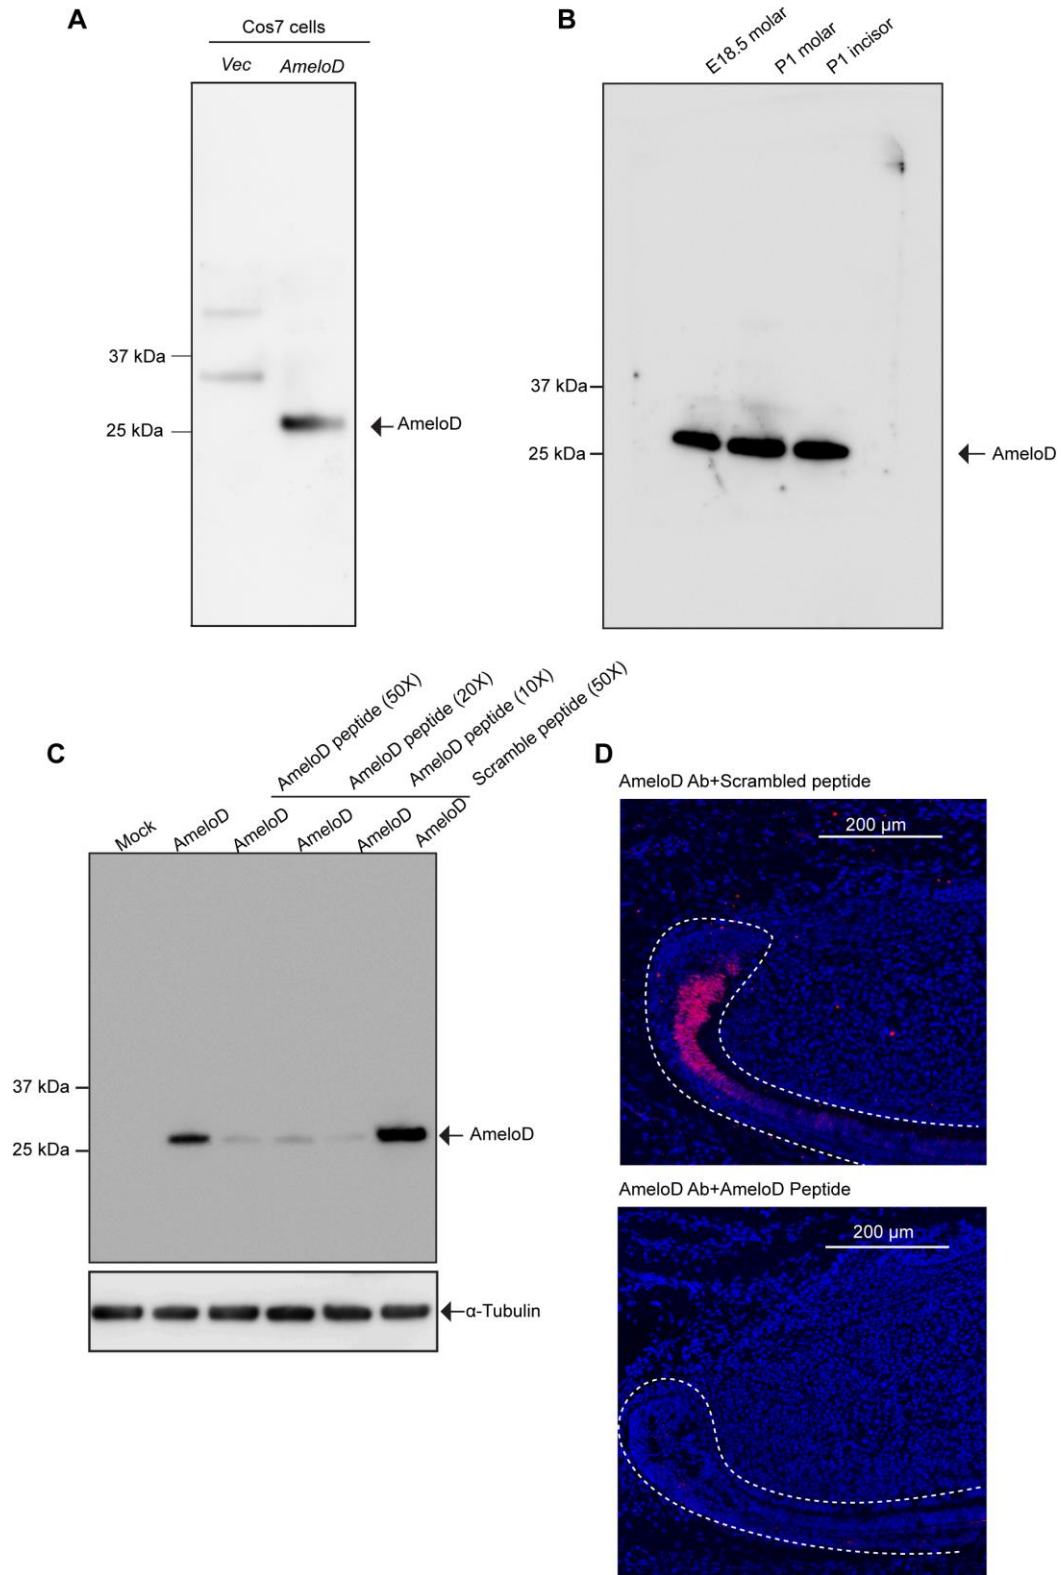 A
Cos7 cells
Vec AmeloD
37 kDa
25 kDa
AmeloD
B
E18.5 molar
P1 molar
P1 incisor
37 kDa
25 kDa
AmeloD
C
AmeloD peptide (50X)
AmeloD peptide (20X)
AmeloD peptide (10X)
Scramble peptide (50X)
Mock
AmeloD
AmeloD
AmeloD
AmeloD
AmeloD
37 kDa
25 kDa
AmeloD
α-Tubulin
D
AmeloD Ab+Scrambled peptide
200 μm
AmeloD Ab+AmeloD Peptide
200 μm